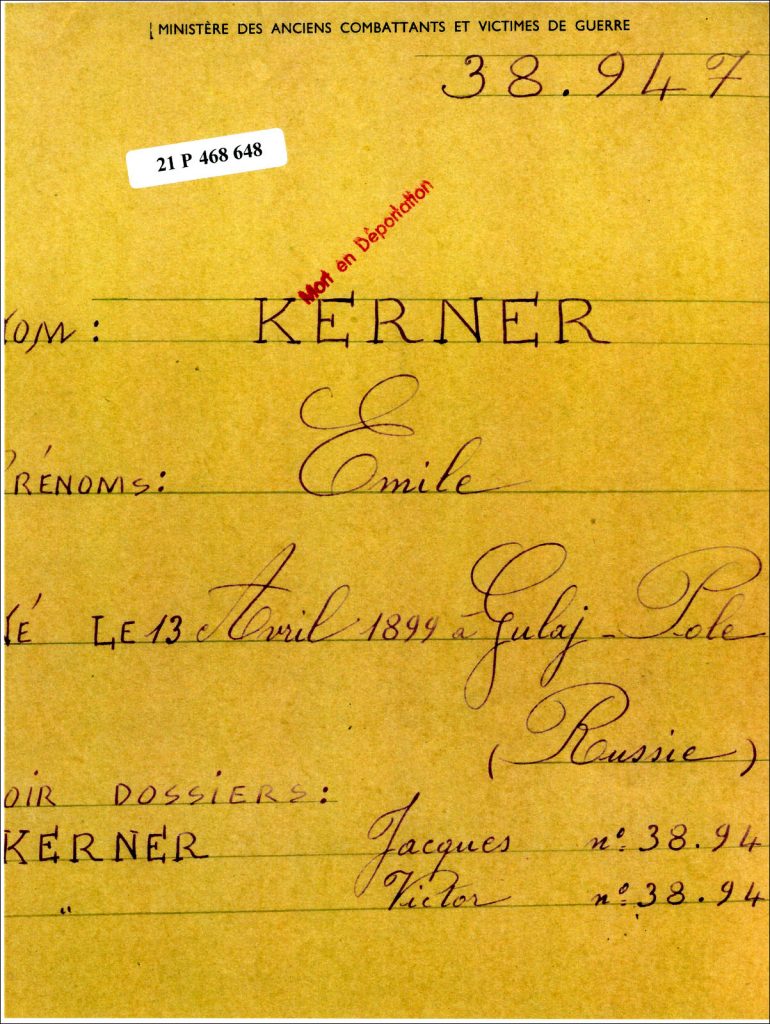 MINISTÈRE DES ANCIENS COMBATTANTS ET VICTIMES DE GUERRE
38.947
21 P 468 648
Mort en Déportation
OM : KERNER
RÉNOMS: Emile
É LE 13 Avril 1899 à Gulaj-Pole
(Russie)
OIR DOSSIERS:
KERNER Jacques n° 38.94
" Victor n° 38.94